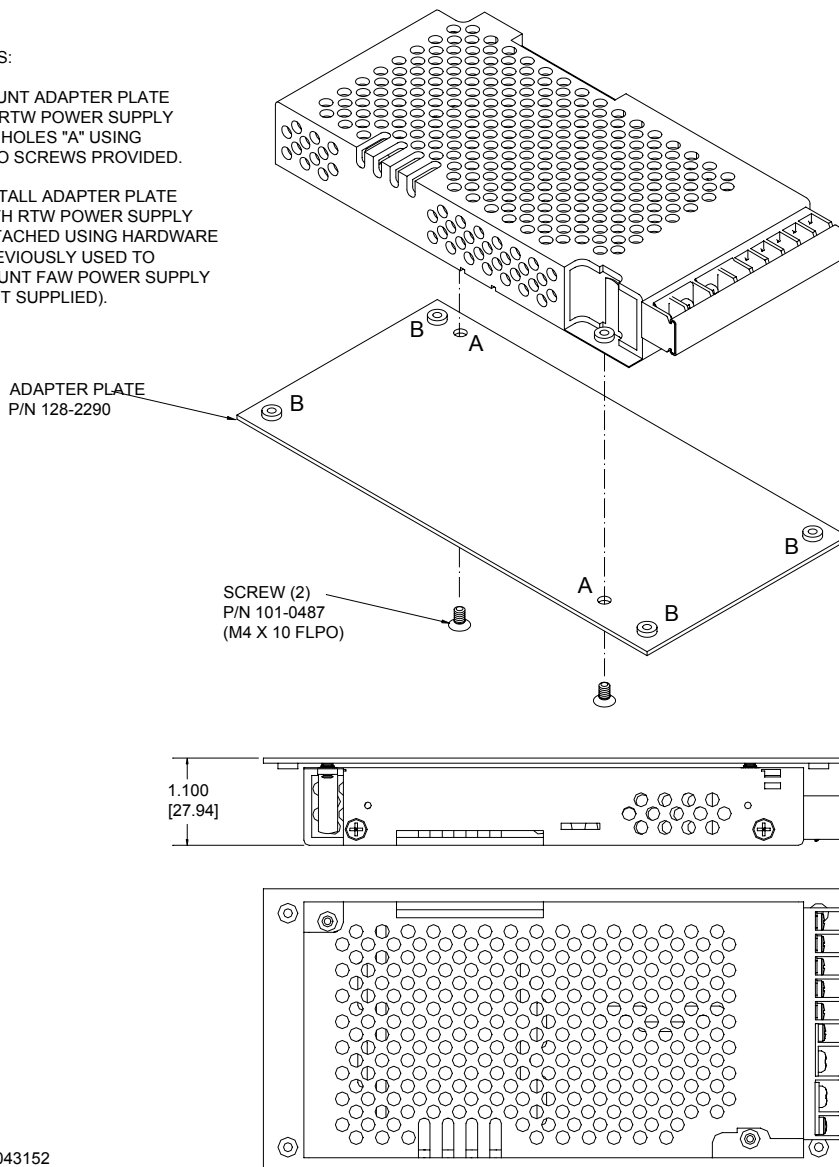 S:
UNT ADAPTER PLATE
RTW POWER SUPPLY
HOLES "A" USING
O SCREWS PROVIDED.
TALL ADAPTER PLATE
TH RTW POWER SUPPLY
TACHED USING HARDWARE
EVIOUSLY USED TO
UNT FAW POWER SUPPLY
T SUPPLIED).
B
A
ADAPTER PLATE
P/N 128-2290
B
B
A
SCREW (2)
P/N 101-0487
(M4 X 10 FLPO)
B
1.100
[27.94]
043152